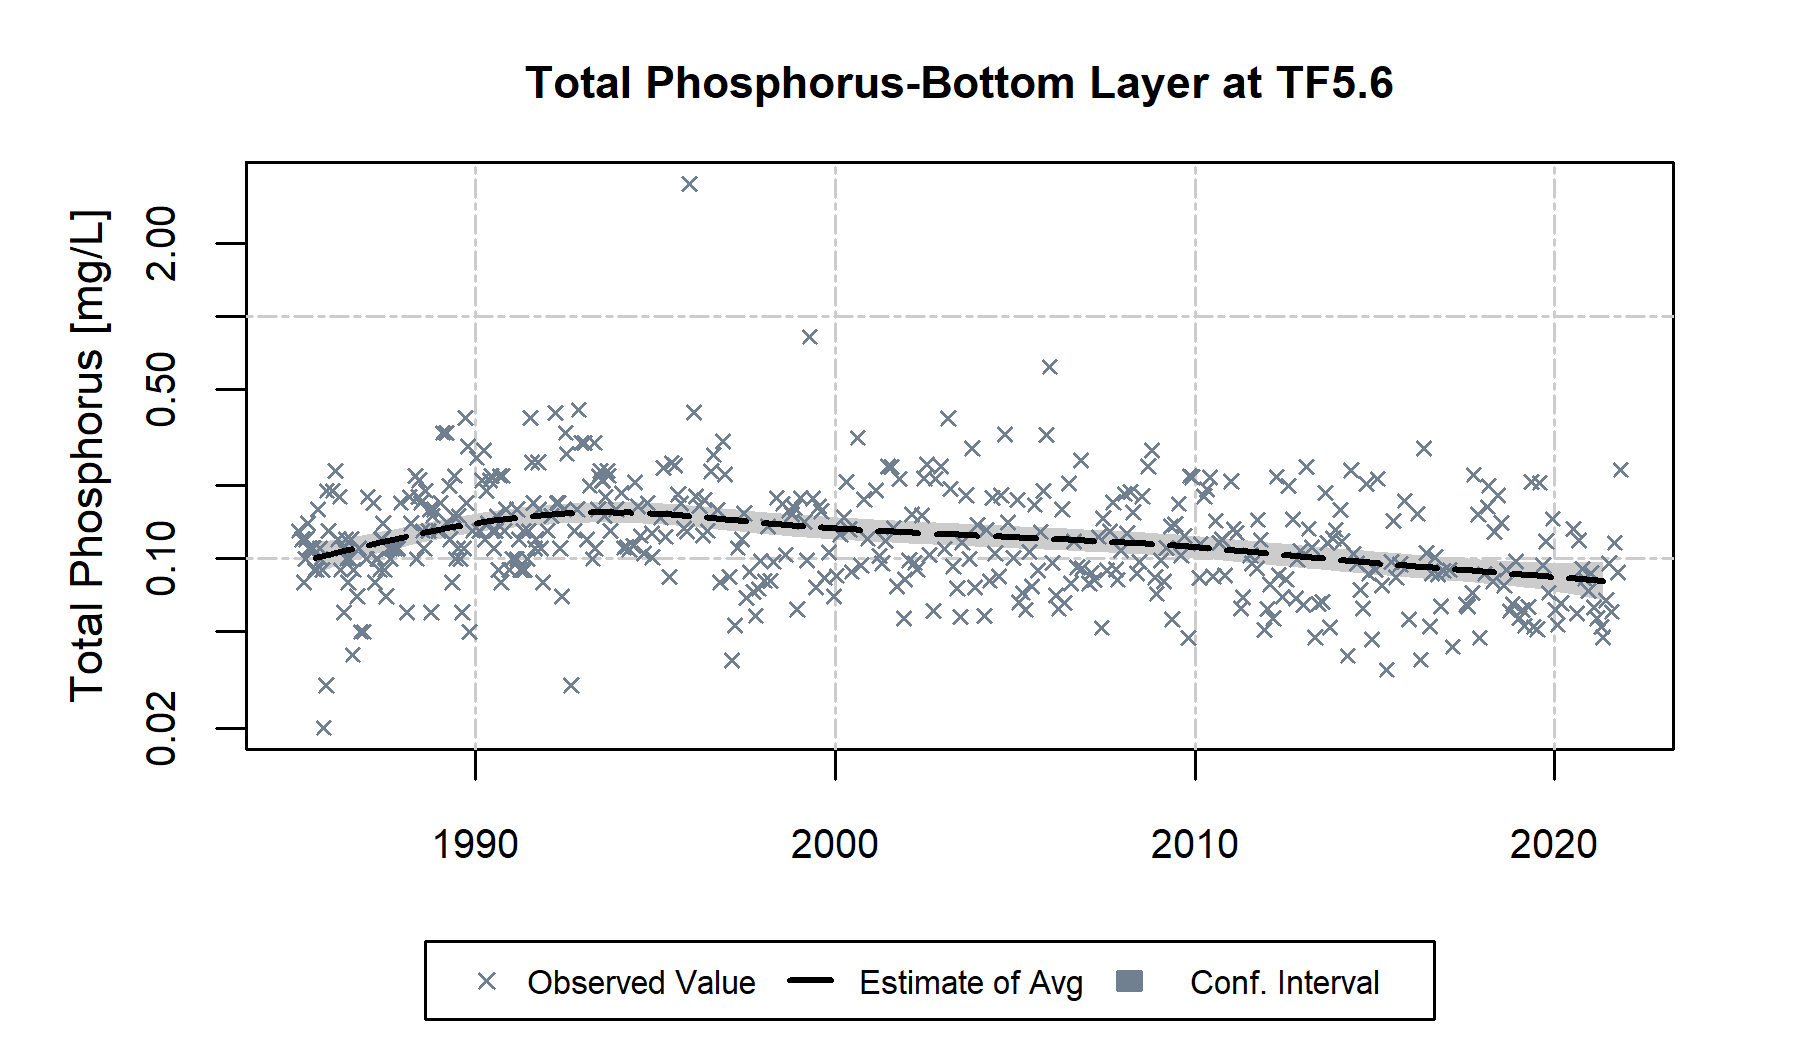 Total Phosphorus-Bottom Layer at TF5.6
Total Phosphorus [mg/L]
2.00
0.50
0.10
0.02
1990 2000 2010 2020
Observed Value Estimate of Avg Conf. Interval